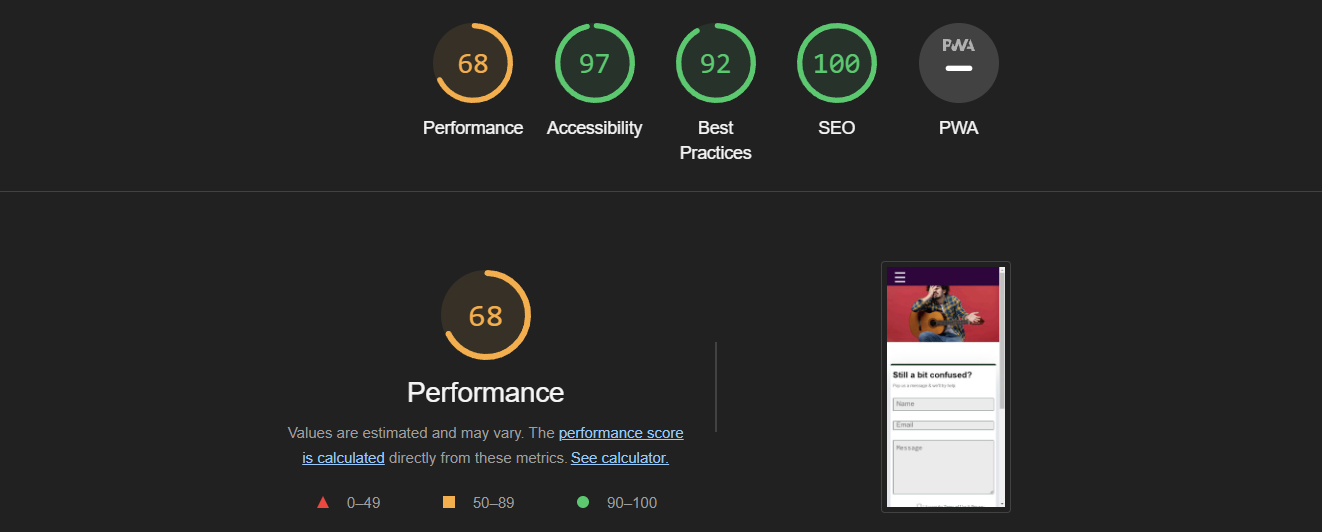 68
97
92
100
PWA
Performance
Accessibility
Best
Practices
SEO
PWA
68
Performance
Values are estimated and may vary. The performance score
is calculated directly from these metrics. See calculator.
0–49
50–89
90–100
Still a bit confused?
Pop us a message & we'll try help
Name
Email
Message